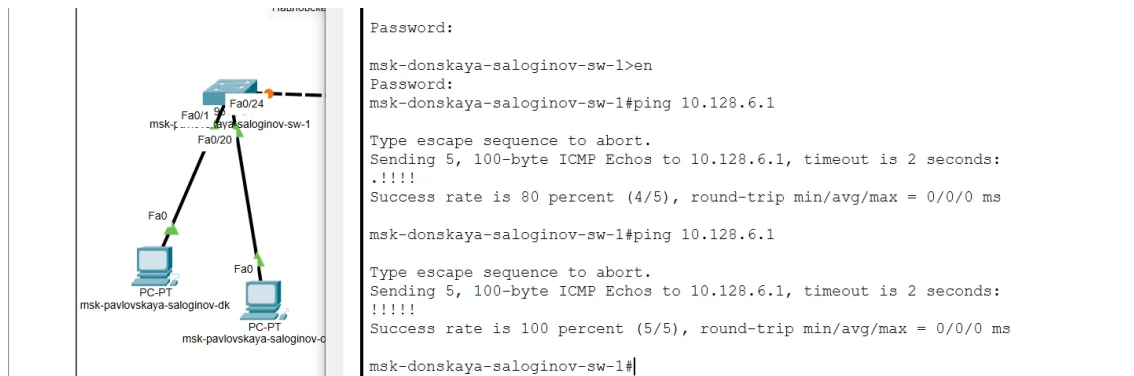 Fa0/24
Fa0/1
saloginov-sw-1
Fa0/20
Fa0
PC-PT
msk-pavlovskaya-saloginov-dk
Fa0
PC-PT
msk-pavlovskaya-saloginov-
Password:
msk-donskaya-saloginov-sw-1>en
Password:
msk-donskaya-saloginov-sw-1#ping 10.128.6.1
Type escape sequence to abort.
Sending 5, 100-byte ICMP Echos to 10.128.6.1, timeout is 2 seconds:
.!!!!
Success rate is 80 percent (4/5), round-trip min/avg/max = 0/0/0 ms
msk-donskaya-saloginov-sw-1#ping 10.128.6.1
Type escape sequence to abort.
Sending 5, 100-byte ICMP Echos to 10.128.6.1, timeout is 2 seconds:
!!!!!
Success rate is 100 percent (5/5), round-trip min/avg/max = 0/0/0 ms
msk-donskaya-saloginov-sw-1#